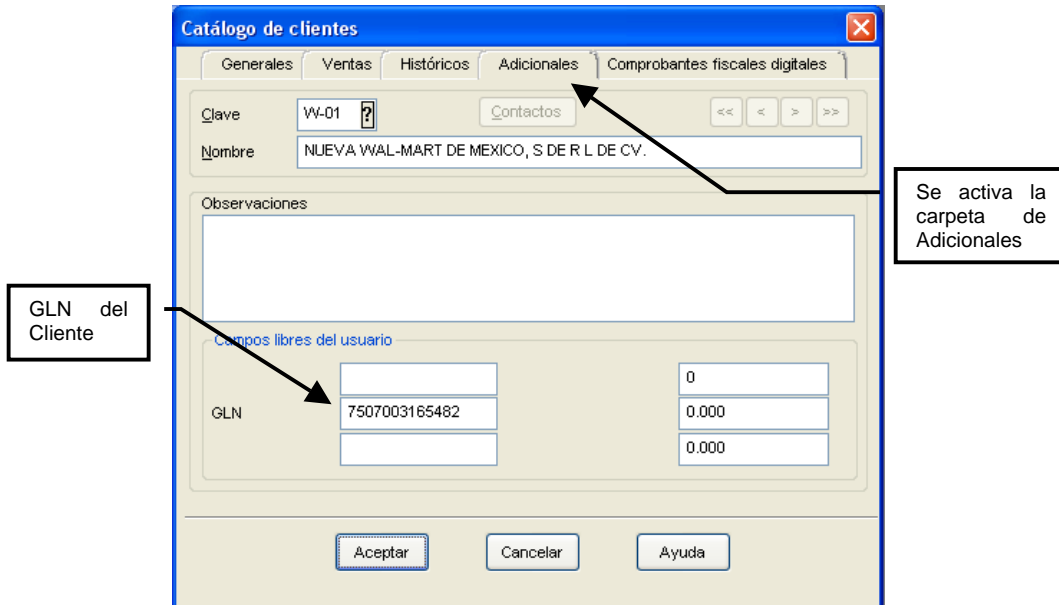 Catálogo de clientes
Generales Ventas Históricos Adicionales Comprobantes fiscales digitales
Clave W-01 ? Contactos << < > >>
Nombre NUEVA WAL-MART DE MEXICO, S DE R L DE CV.
Se activa la
carpeta de
Adicionales
Observaciones
GLN del
Cliente
Campos libres del usuario
0
GLN 7507003165482 0.000
0.000
Aceptar Cancelar Ayuda